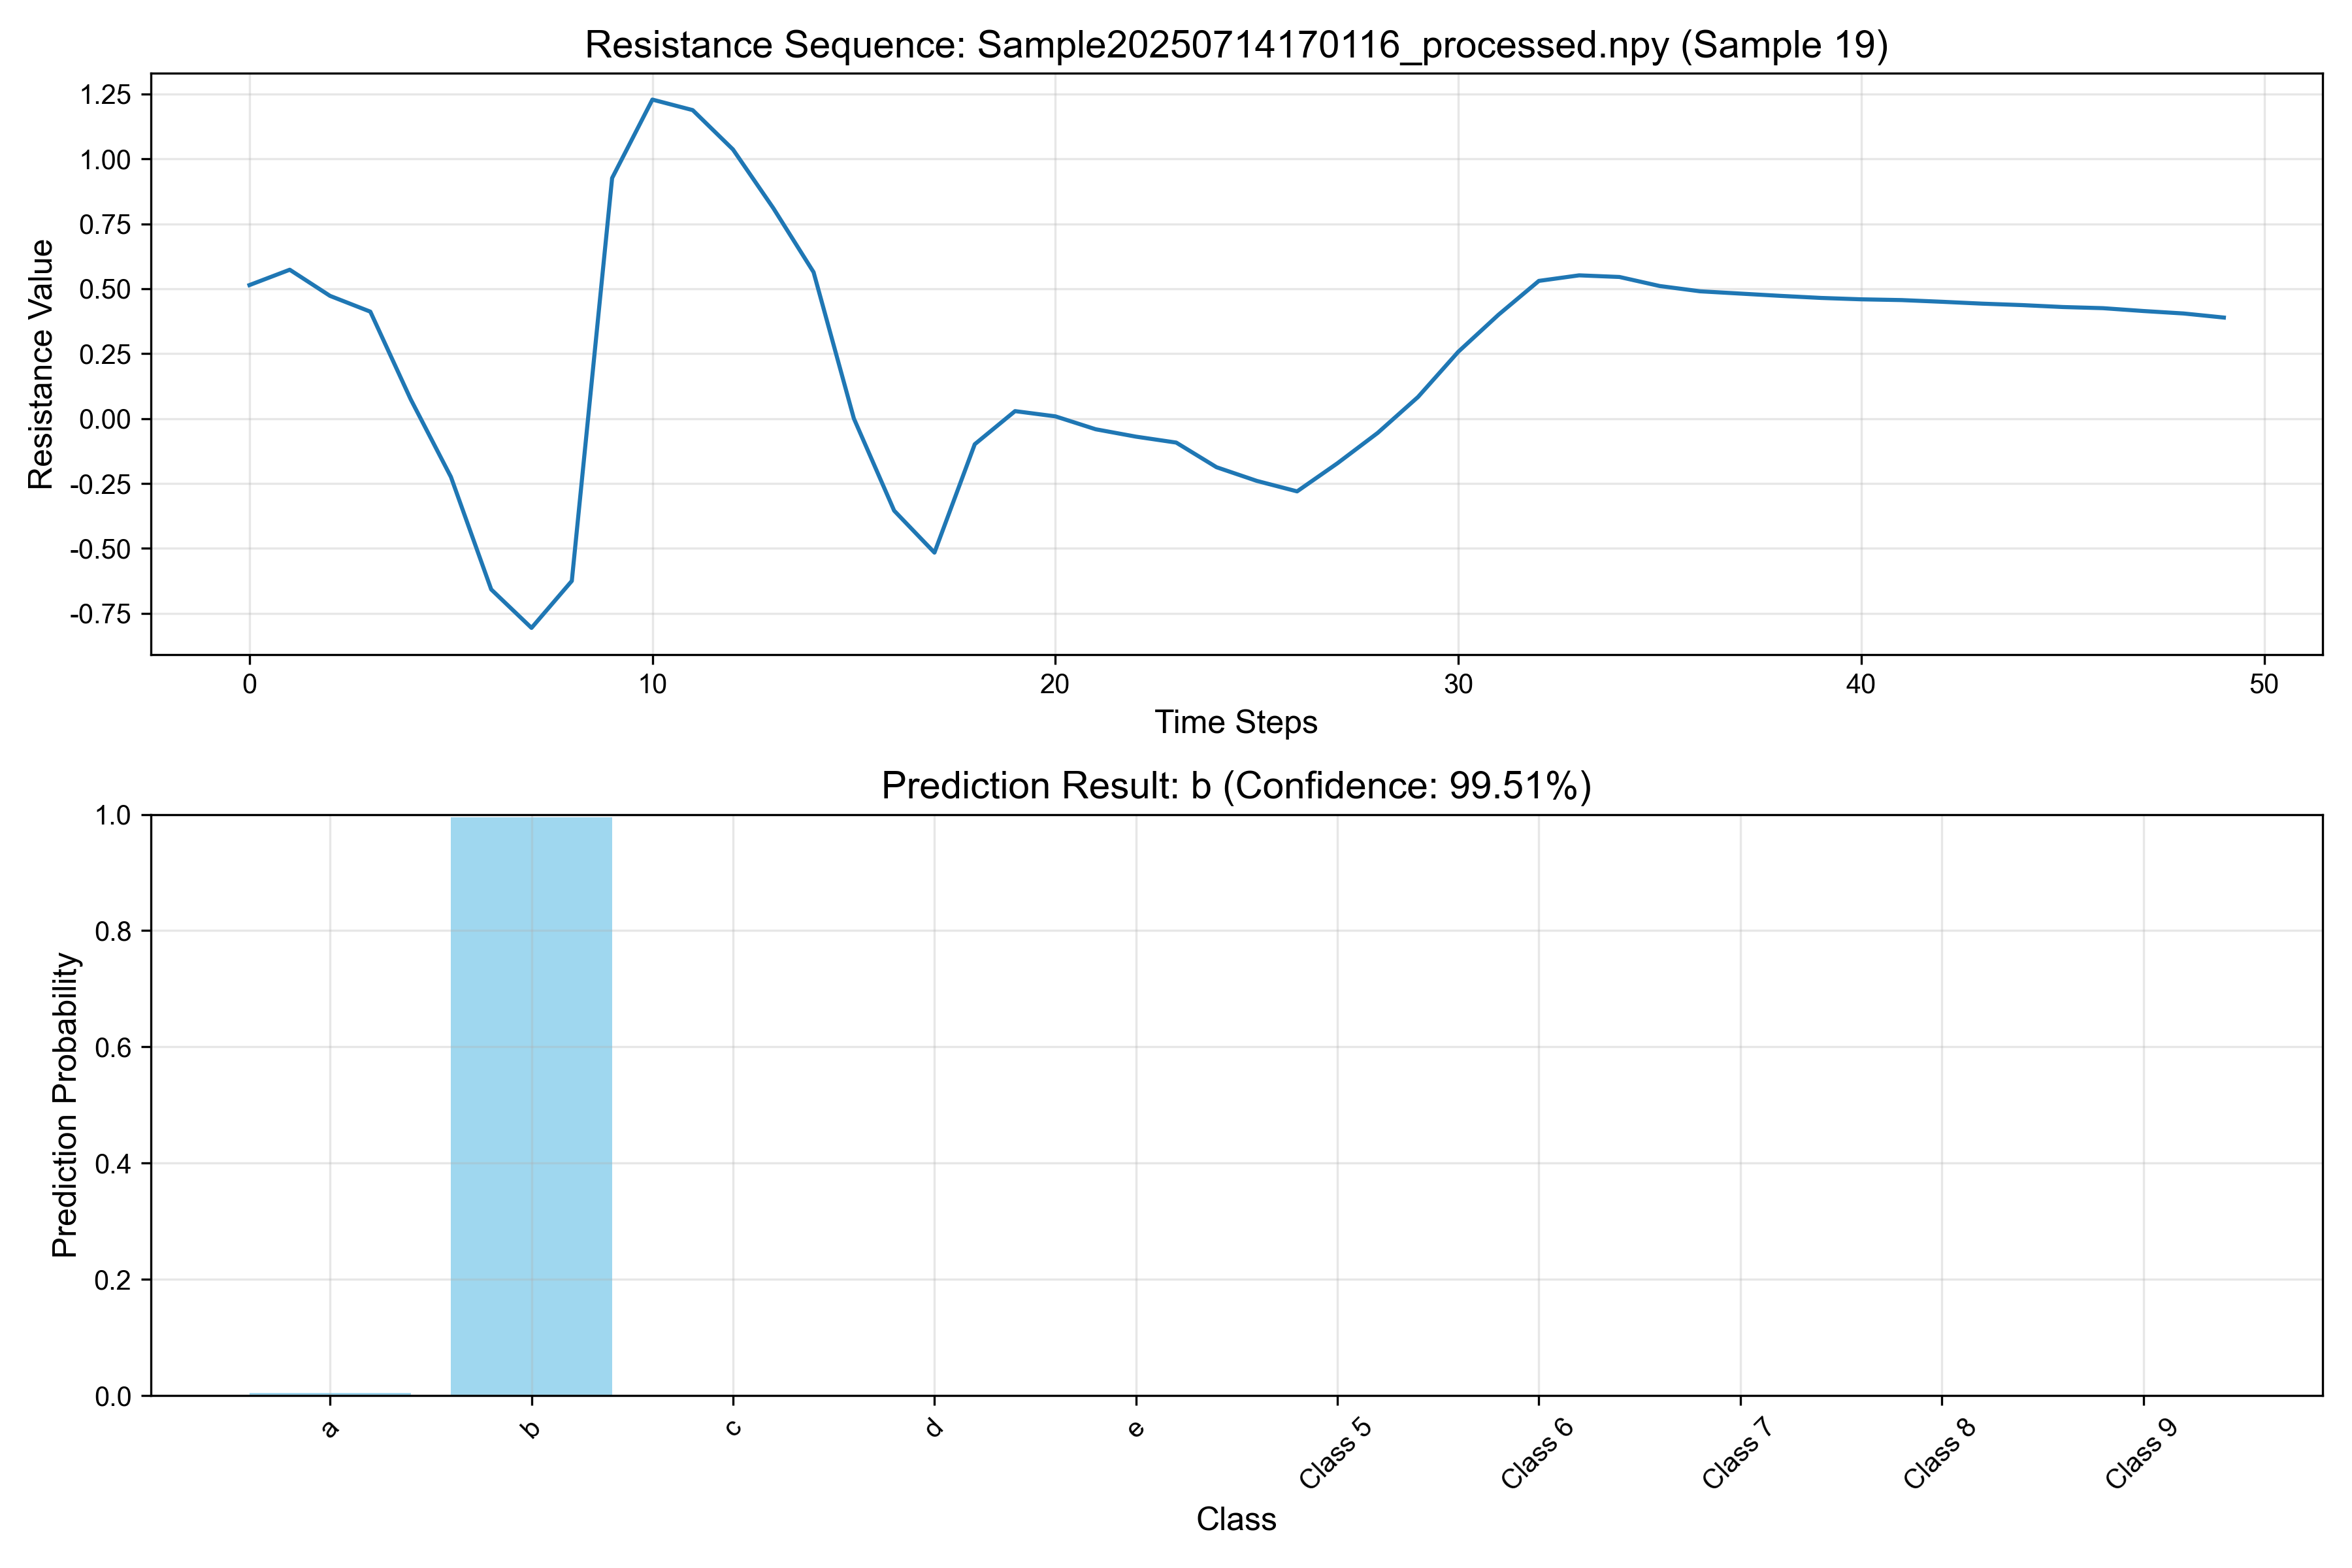 Resistance Sequence: Sample20250714170116_processed.npy (Sample 19)
Resistance Value
1.25
1.00
0.75
0.50
0.25
0.00
-0.25
-0.50
-0.75
0 10 20 30 40 50
Time Steps
Prediction Result: b (Confidence: 99.51%)
Prediction Probability
1.0
0.8
0.6
0.4
0.2
0.0
a b c d e Class 5 Class 6 Class 7 Class 8 Class 9
Class